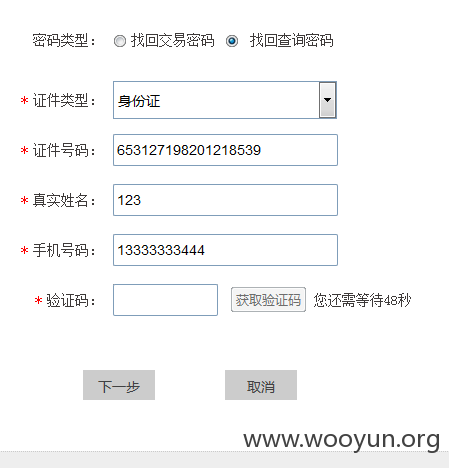 密码类型： 找回交易密码 找回查询密码
* 证件类型： 身份证
* 证件号码： 653127198201218539
* 真实姓名： 123
* 手机号码： 13333333444
* 验证码： 获取验证码 您还需等待48秒
下一步 取消
www.wooyun.org